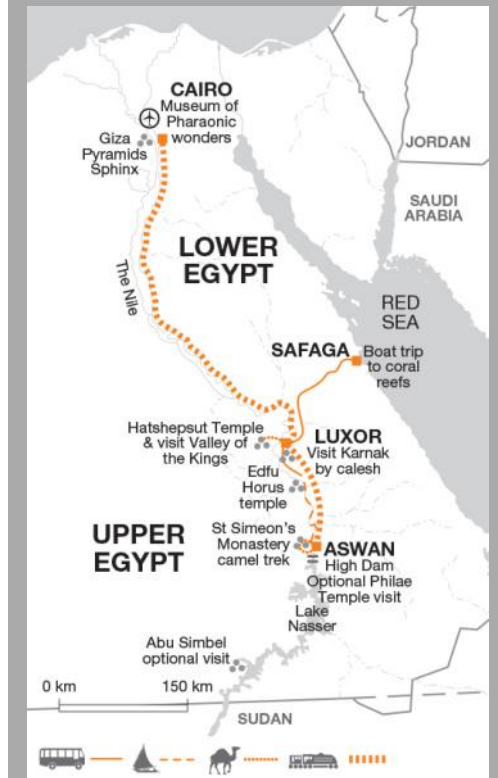 CAIRO
Museum of
Pharaonic
wonders
Giza
Pyramids
Sphinx
JORDAN
SAUDI
ARABIA
LOWER
EGYPT
The Nile
RED
SEA
SAFAGA
Boat trip
to coral
reefs
Hatshepsut Temple
& visit Valley of
the Kings
LUXOR
Visit Karnak
by calesh
Edfu
Horus
temple
UPPER
EGYPT
St Simeon's
Monastery
camel trek
ASWAN
High Dam
Optional Philae
Temple visit
Lake
Nasser
Abu Simbel
optional visit
0 km
150 km
SUDAN